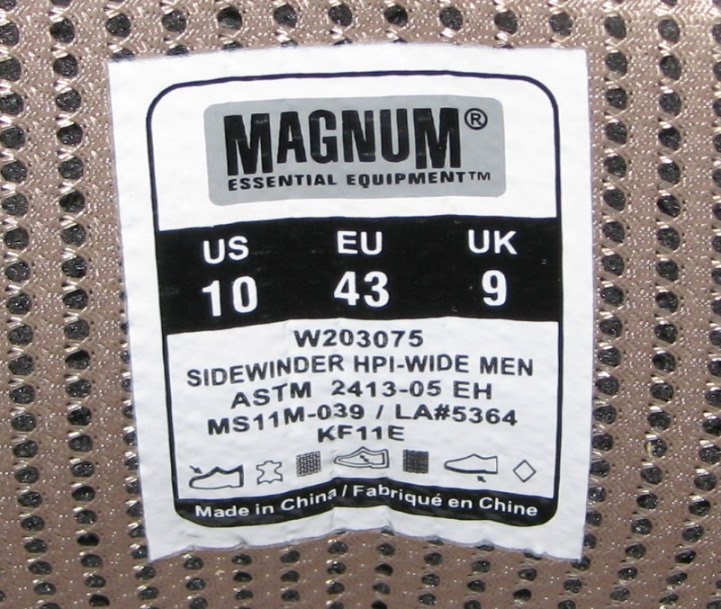 MAGNUM®
ESSENTIAL EQUIPMENT™
US EU UK
10 43 9
W203075
SIDEWINDER HPI-WIDE MEN
ASTM 2413-05 EH
MS11M-039 / LA#5364
KF11E
Made in China / Fabriqué en Chine